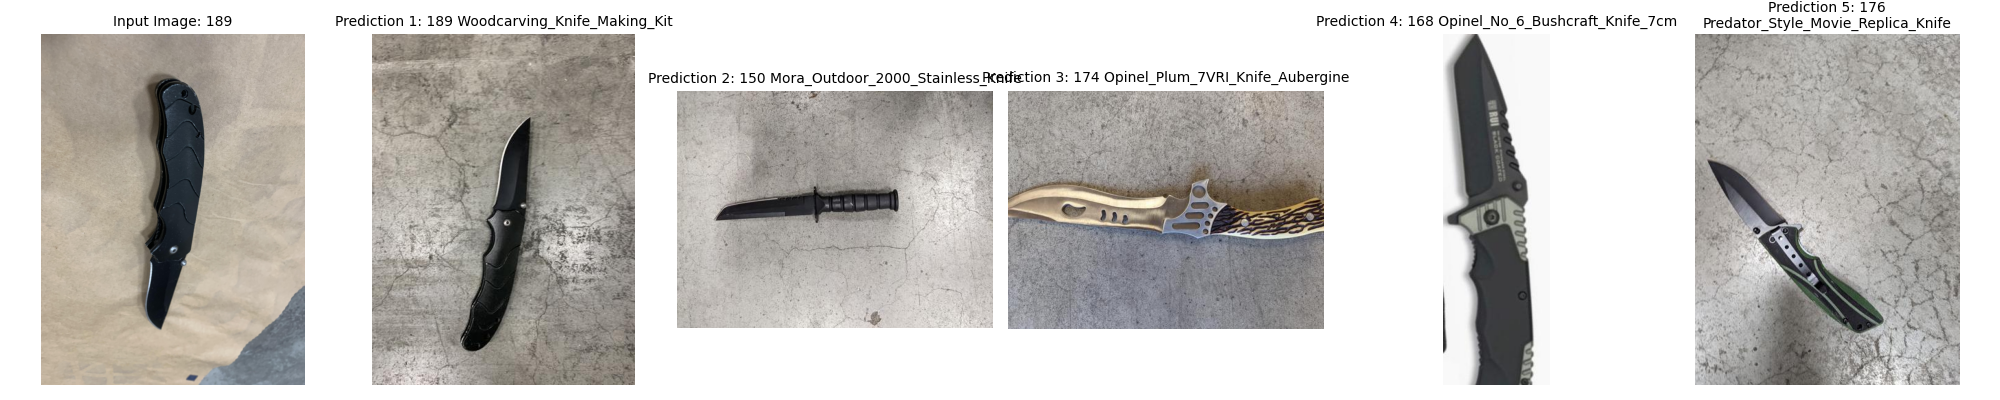 Input Image: 189
Prediction 1: 189 Woodcarving_Knife_Making_Kit
Prediction 2: 150 Mora_Outdoor_2000_Stainless_Knife
Prediction 3: 174 Opinel_Plum_7VRI_Knife_Aubergine
Prediction 4: 168 Opinel_No_6_Bushcraft_Knife_7cm
Prediction 5: 176
Predator_Style_Movie_Replica_Knife